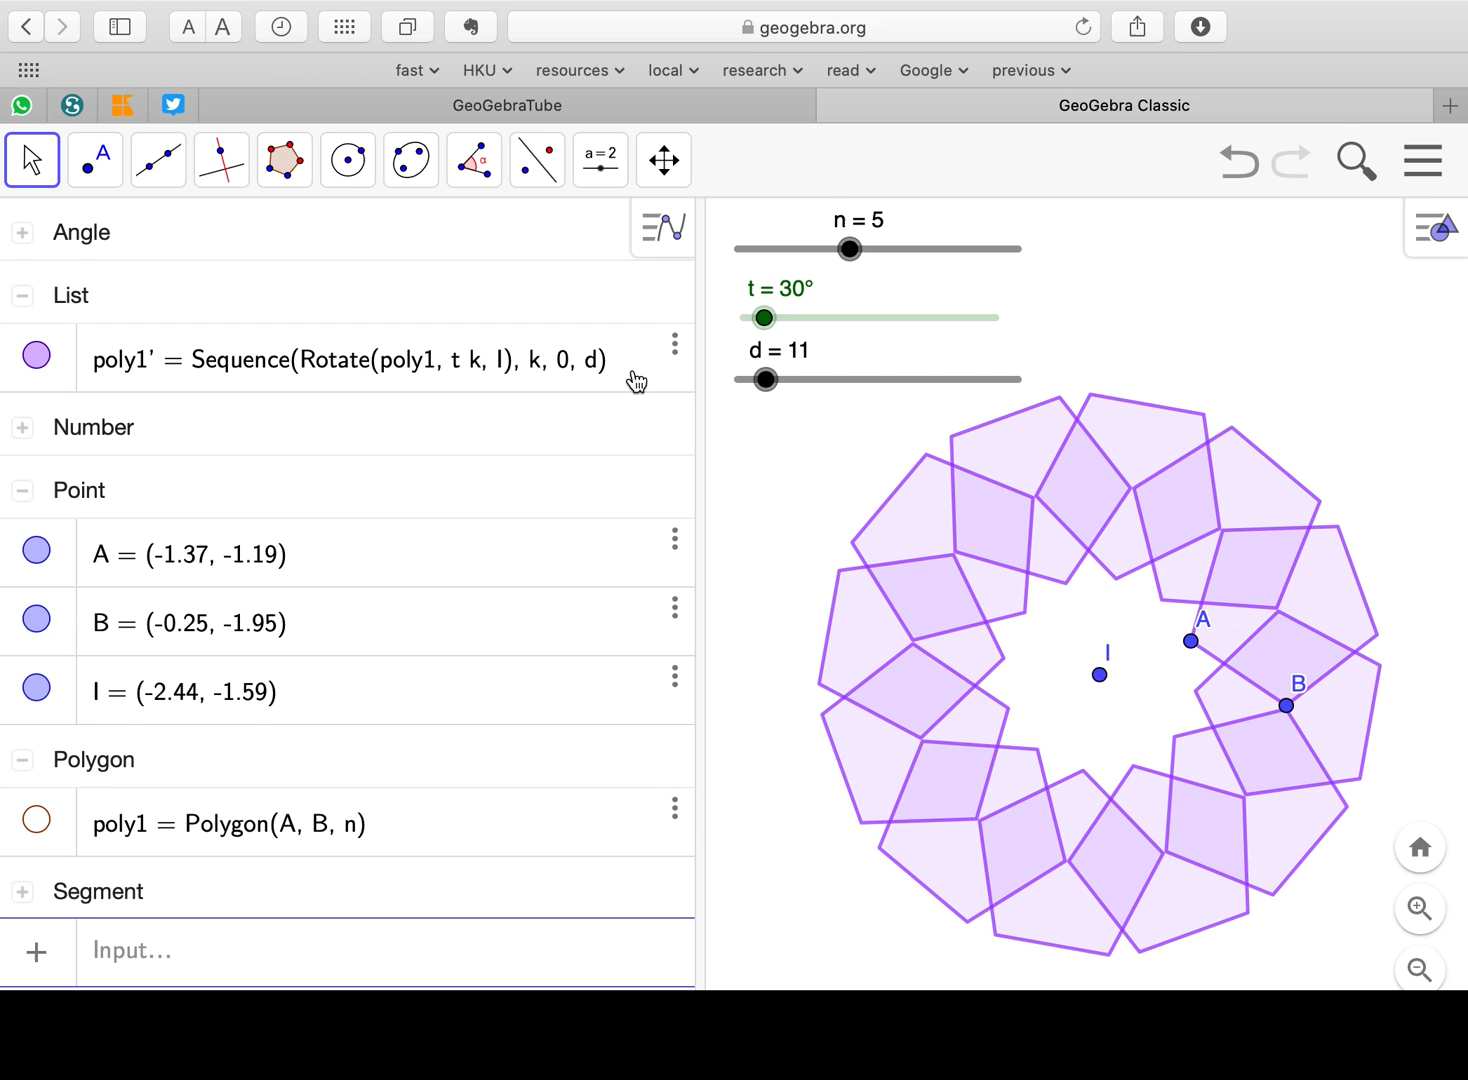 A A
geogebra.org
fast HKU resources local research read Google previous
GeoGebraTube
GeoGebra Classic
A
α
a=2
Angle
List
poly1’ = Sequence(Rotate(poly1, t k, I), k, 0, d)
Number
Point
A = (-1.37, -1.19)
B = (-0.25, -1.95)
I = (-2.44, -1.59)
Polygon
poly1 = Polygon(A, B, n)
Segment
Input...
n = 5
t = 30°
d = 11
A
I
B